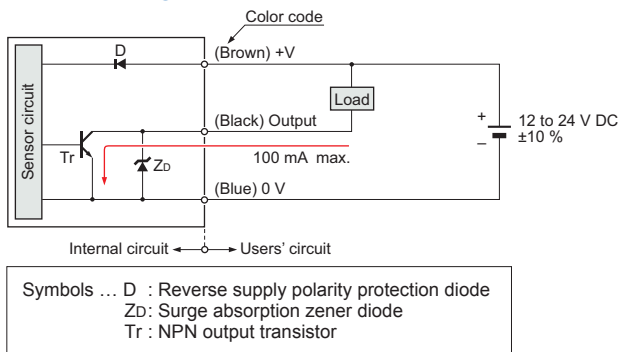 Color code
D
(Brown) +V
Load
Sensor circuit
(Black) Output
+
12 to 24 V DC
–
±10 %
Tr
ZD
100 mA max.
(Blue) 0 V
Internal circuit
Users' circuit
Symbols … D : Reverse supply polarity protection diode
ZD: Surge absorption zener diode
Tr : NPN output transistor